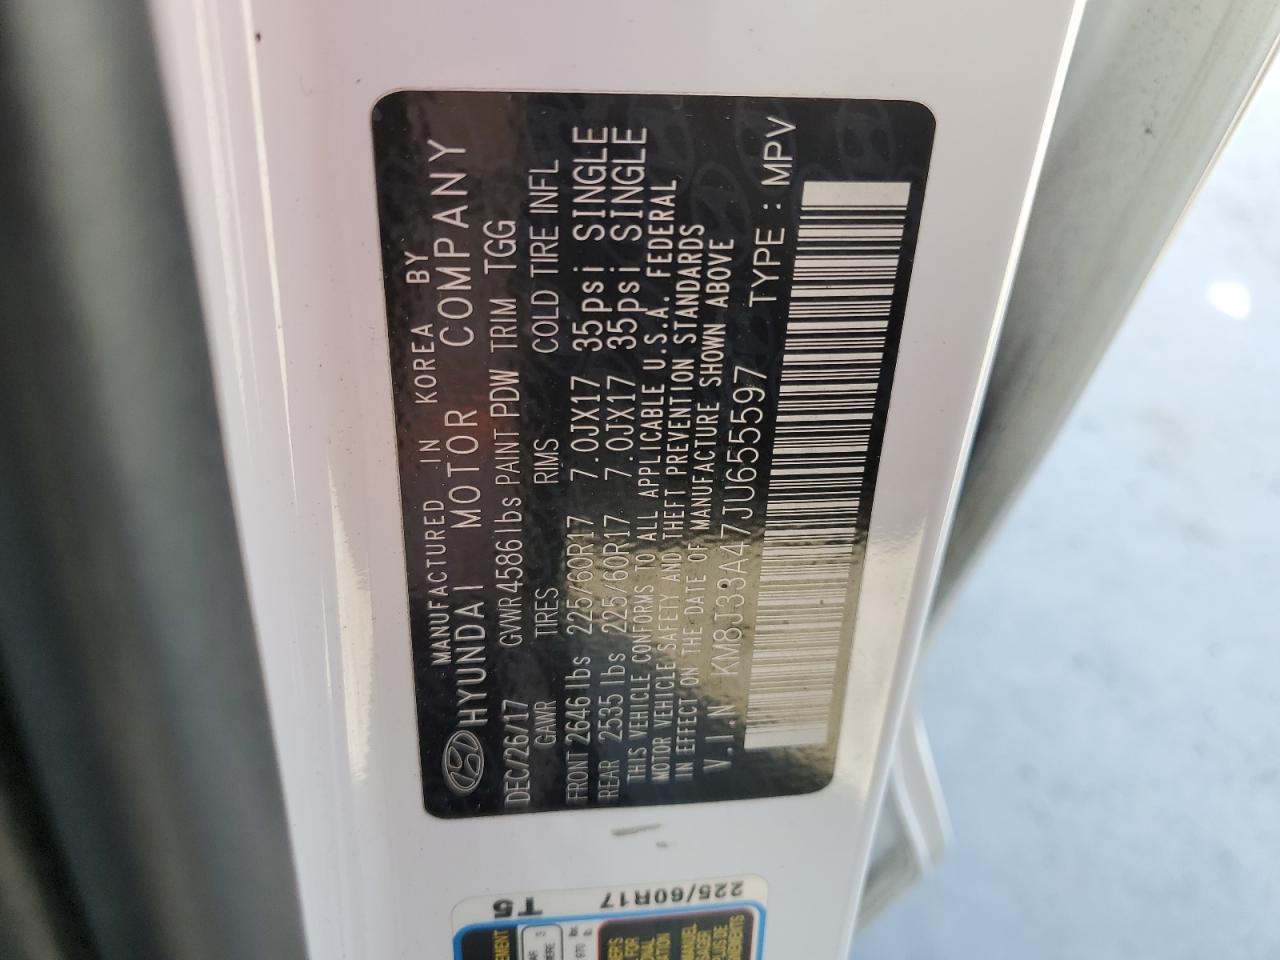 MANUFACTURED IN KOREA BY
HYUNDAI MOTOR COMPANY
DEC/26/17 GVWR 4586 lbs PAINT PDW TRIM TGG
GAWR TIRES RIMS COLD TIRE INFL
FRONT 2646 lbs 225/60R17 7.0JX17 35psi SINGLE
REAR 2535 lbs 225/60R17 7.0JX17 35psi SINGLE
THIS VEHICLE CONFORMS TO ALL APPLICABLE U.S.A. FEDERAL
MOTOR VEHICLE SAFETY AND THEFT PREVENTION STANDARDS
IN EFFECT ON THE DATE OF MANUFACTURE SHOWN ABOVE
V.I.N KM8J33A47JU655597 TYPE : MPV
T5
225/60R17